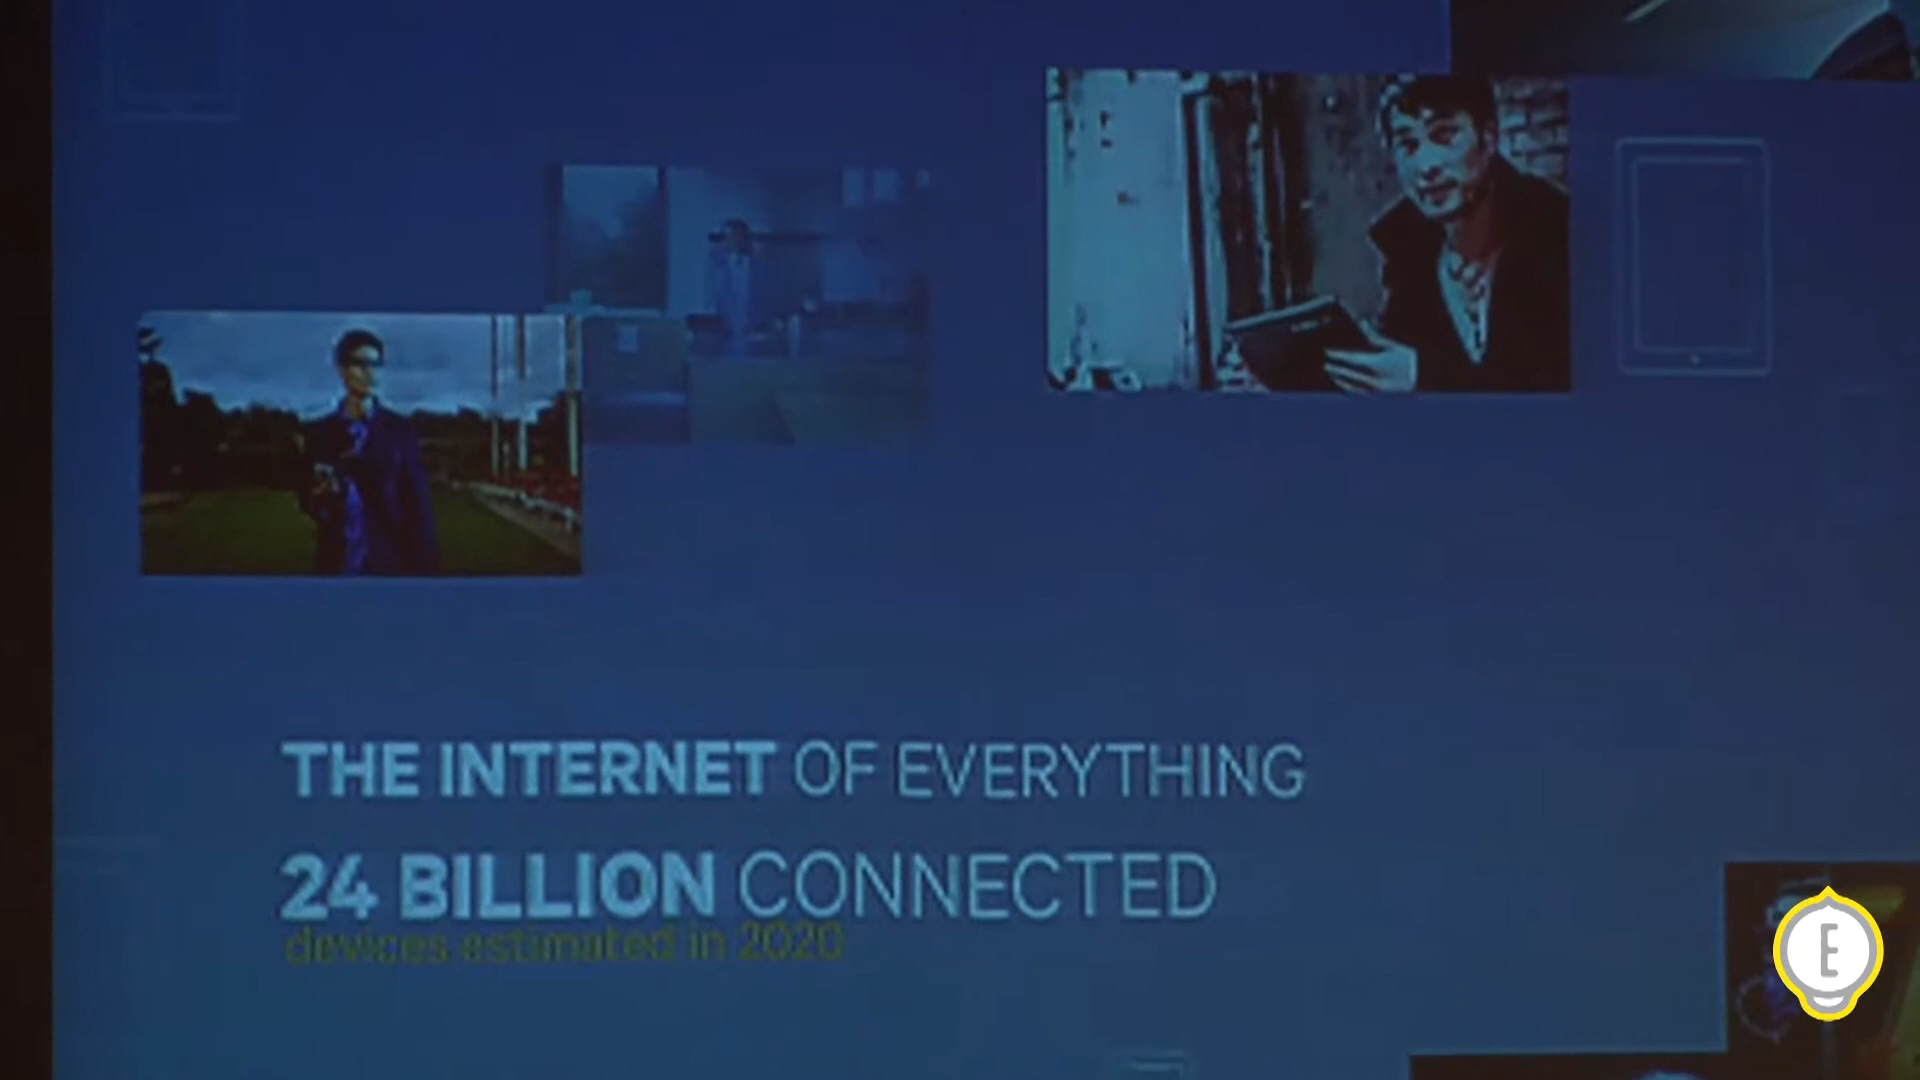 THE INTERNET OF EVERYTHING
24 BILLION CONNECTED
devices estimated in 2020
E